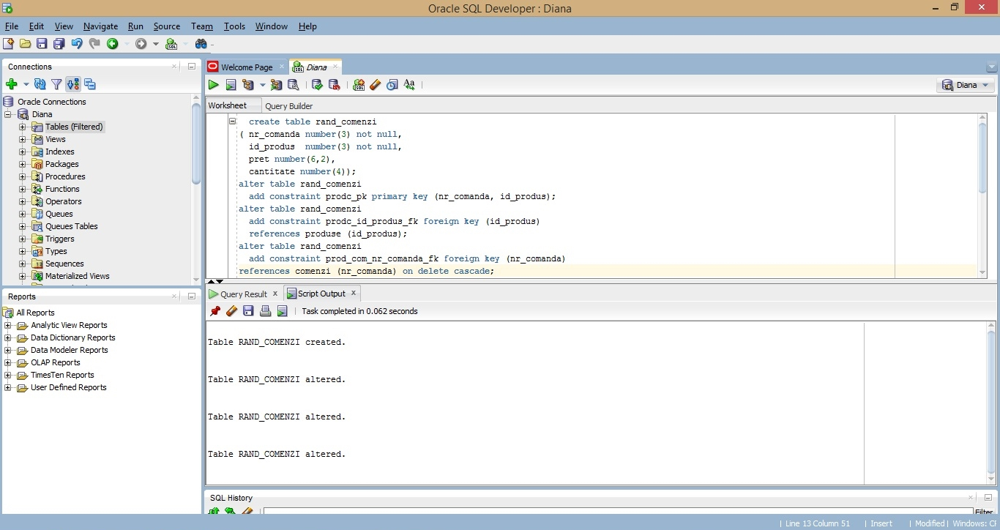 Oracle SQL Developer : Diana
File Edit View Navigate Run Source Team Tools Window Help
Connections
Oracle Connections
Diana
Tables (Filtered)
Views
Indexes
Packages
Procedures
Functions
Operators
Queues
Queues Tables
Triggers
Types
Sequences
Materialized Views
Reports
All Reports
Analytic View Reports
Data Dictionary Reports
Data Modeler Reports
OLAP Reports
TimesTen Reports
User Defined Reports
Welcome Page
Diana
Diana
Worksheet Query Builder
create table rand_comenzi
( nr_comanda number(3) not null,
id_produs number(3) not null,
pret number(6,2),
cantitate number(4));
alter table rand_comenzi
add constraint prodc_pk primary key (nr_comanda, id_produs);
alter table rand_comenzi
add constraint prodc_id_produs_fk foreign key (id_produs)
references produse (id_produs);
alter table rand_comenzi
add constraint prod_com_nr_comanda_fk foreign key (nr_comanda)
references comenzi (nr_comanda) on delete cascade;
Query Result x Script Output x
Task completed in 0.062 seconds
Table RAND_COMENZI created.
Table RAND_COMENZI altered.
Table RAND_COMENZI altered.
Table RAND_COMENZI altered.
SQL History
Filter
Line 13 Column 51 | Insert | Modified | Windows: